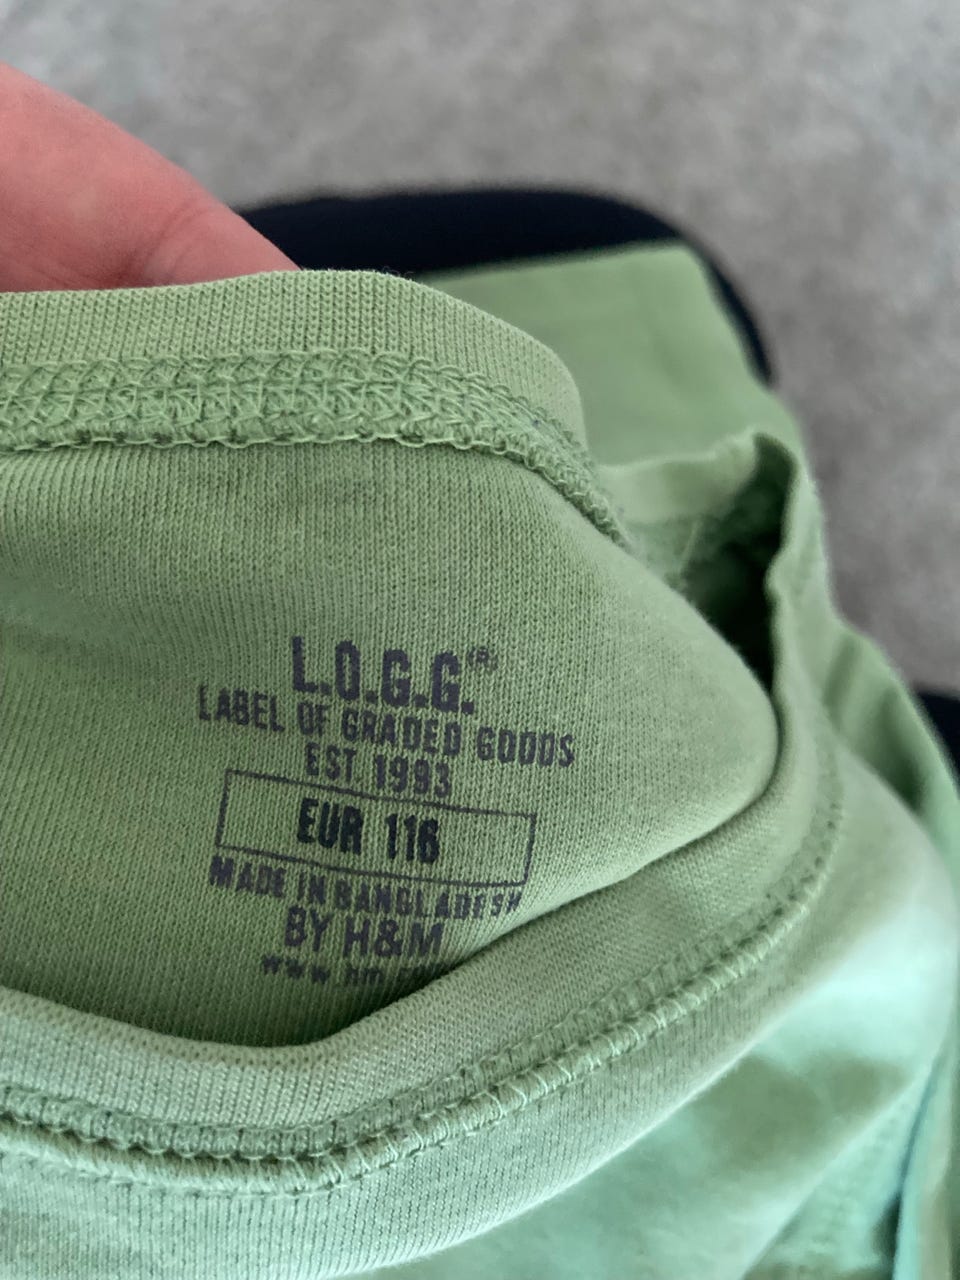 L.O.G.G.(R)
LABEL OF GRADED GOODS
EST 1993
EUR 116
MADE IN BANGLADESH
BY H&M